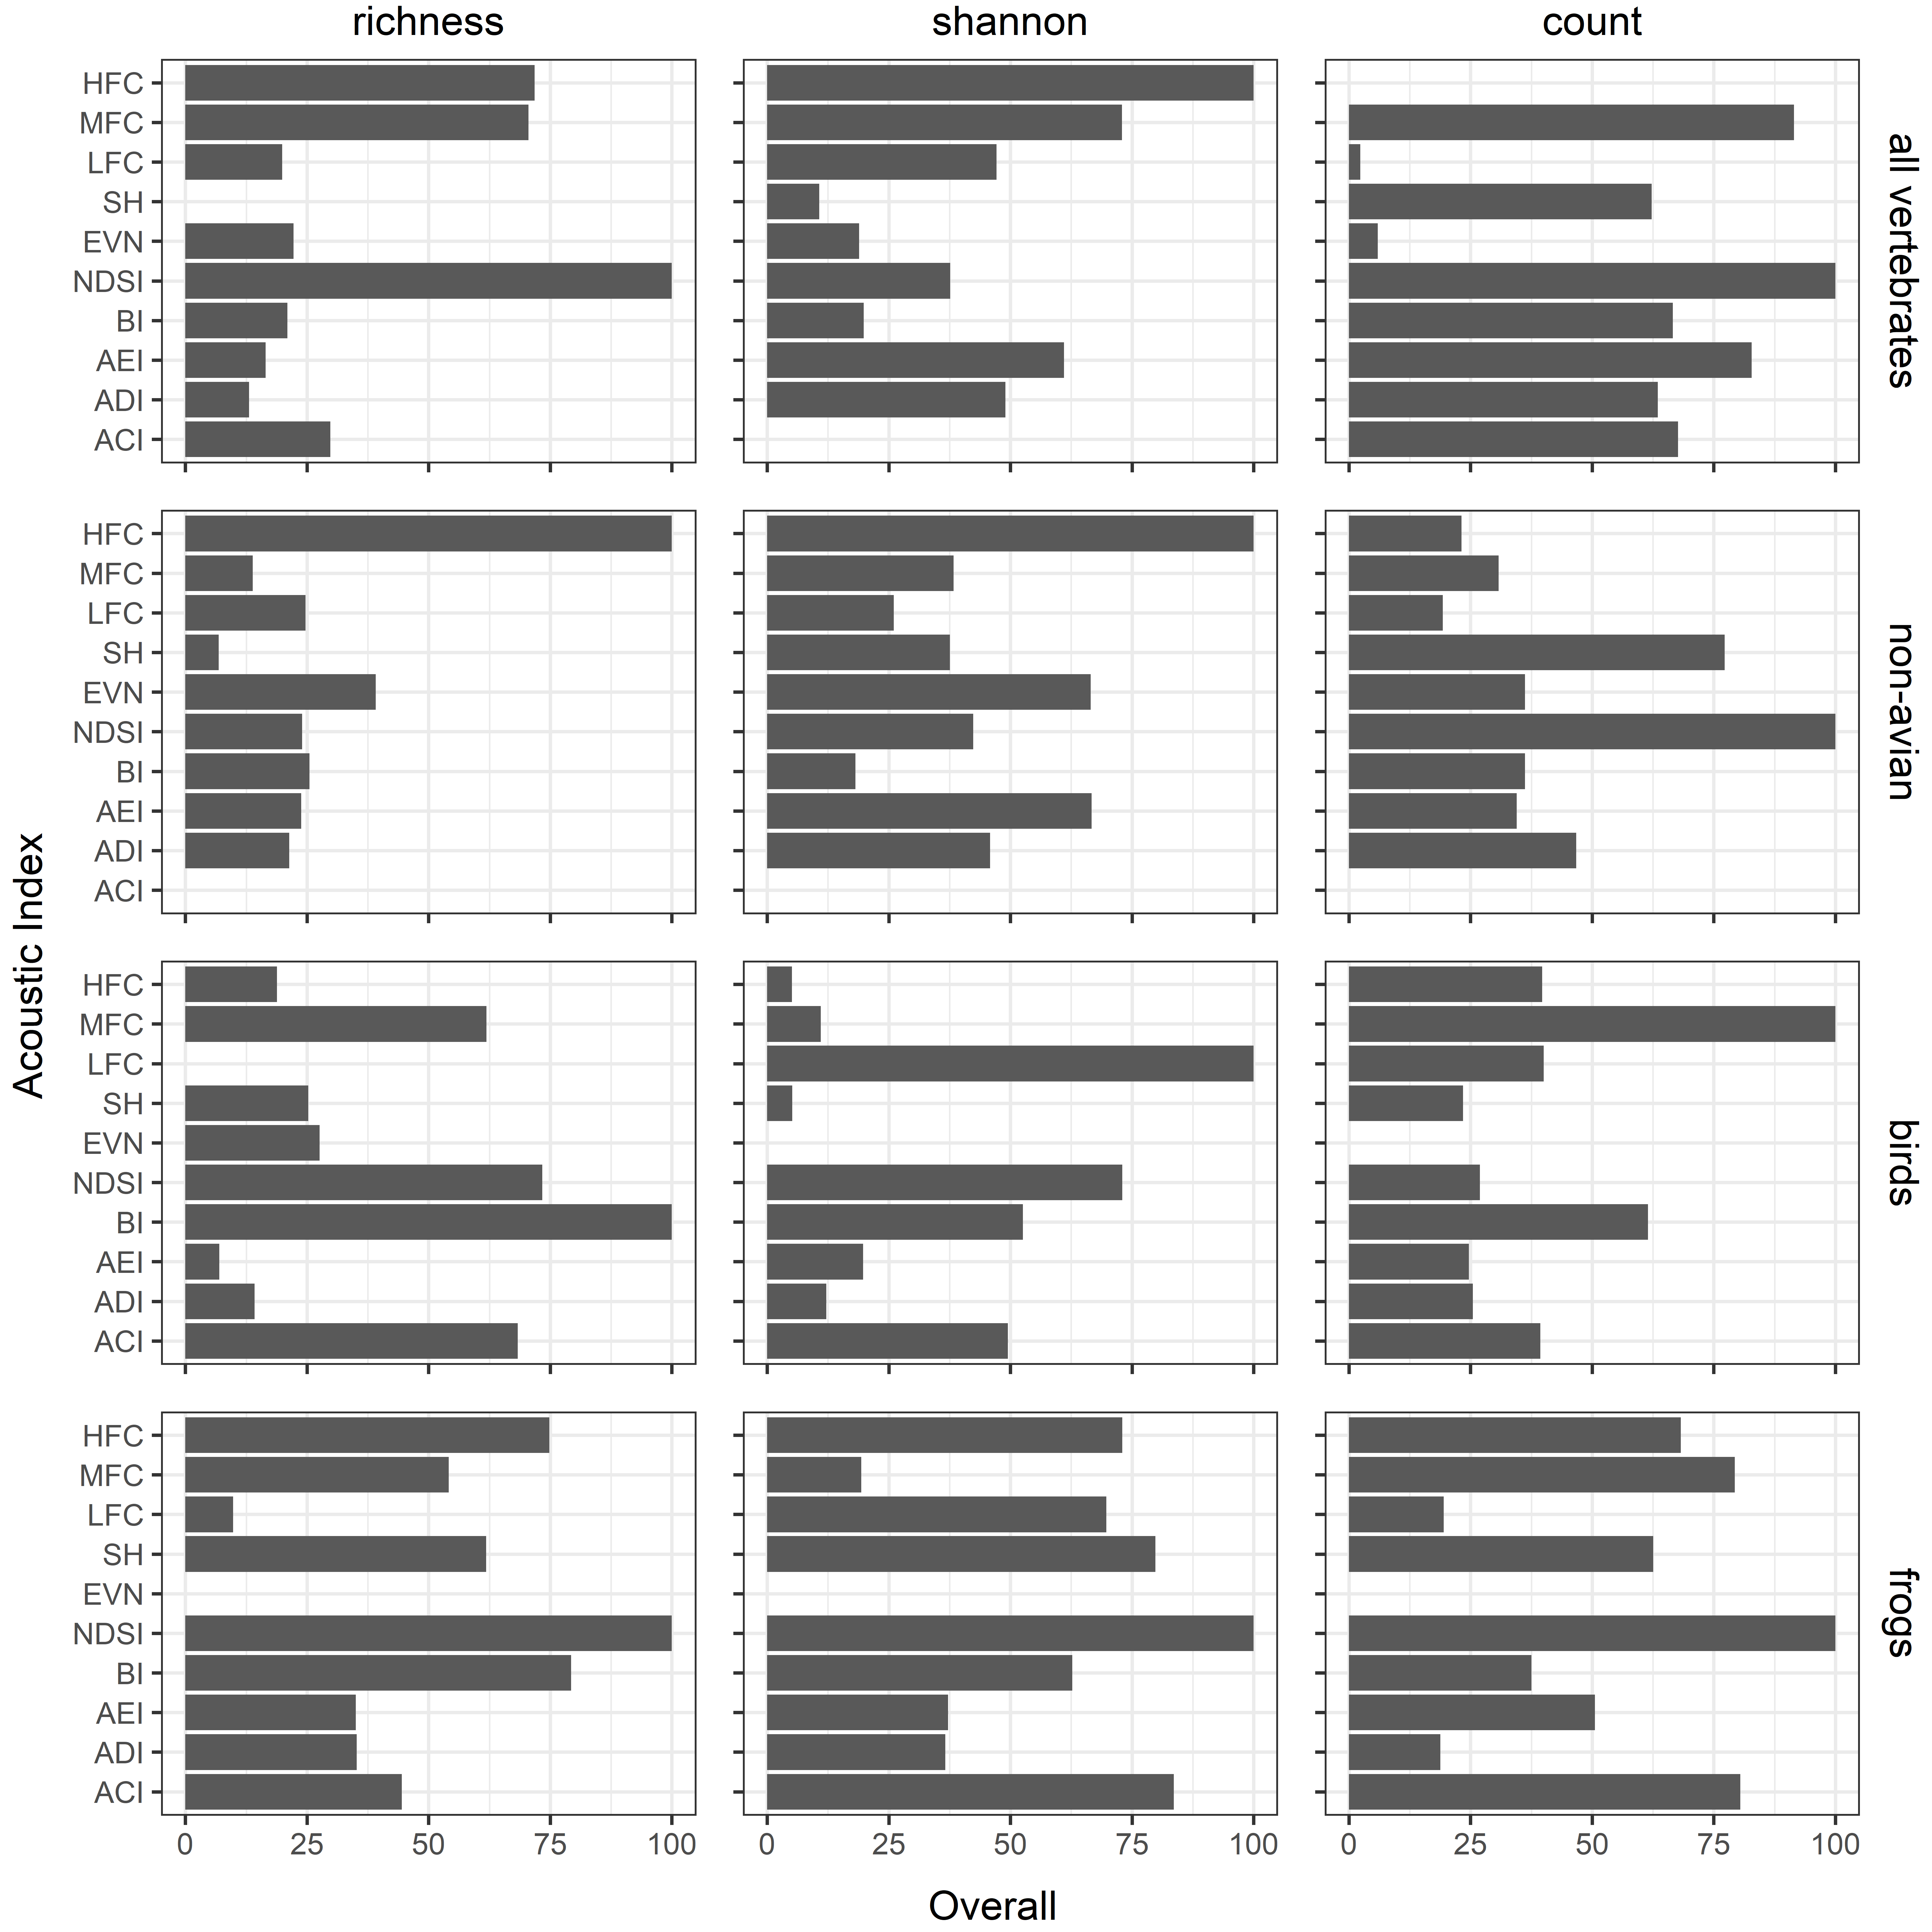 richness shannon count
HFC
MFC
LFC
SH
EVN
NDSI
BI
AEI
ADI
ACI
all vertebrates
HFC
MFC
LFC
SH
EVN
NDSI
BI
AEI
ADI
ACI
non-avian
Acoustic Index
HFC
MFC
LFC
SH
EVN
NDSI
BI
AEI
ADI
ACI
birds
HFC
MFC
LFC
SH
EVN
NDSI
BI
AEI
ADI
ACI
frogs
0 25 50 75 100 0 25 50 75 100 0 25 50 75 100
Overall